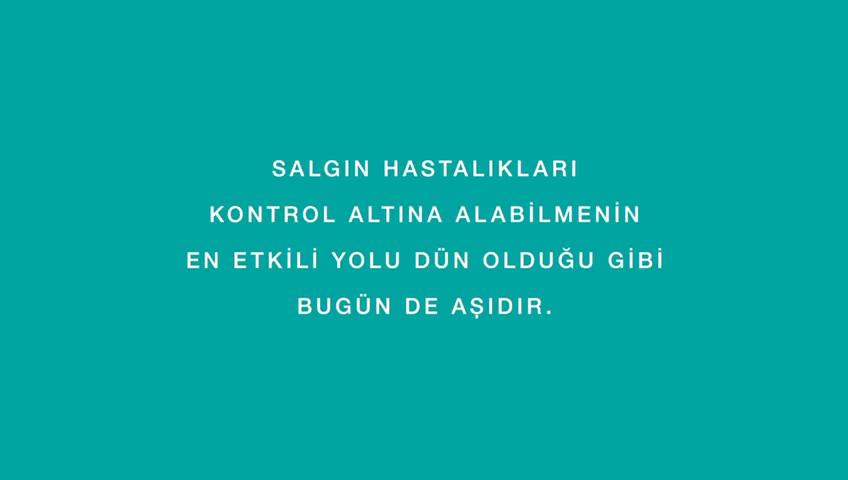 SALGIN HASTALIKLARI
KONTROL ALTINA ALABİLMENİN
EN ETKİLİ YOLU DÜN OLDUĞU GİBİ
BUGÜN DE AŞIDIR.